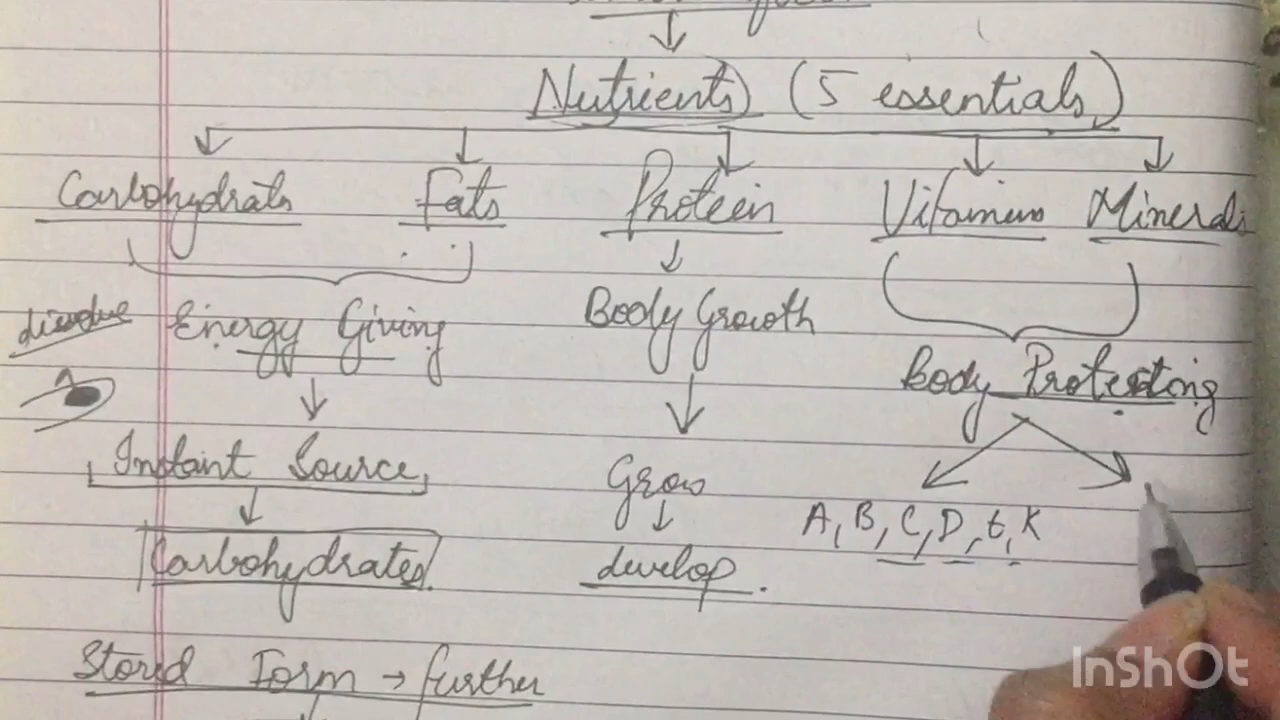 Nutrients (5 essentials)
Carbohydrats Fats Protein Vitamins Minerals
Energy Giving Body Growth
Body Protecting
Instant Source Grow
A, B, C, D, E, K
Carbohydrates develop.
Stored Form → further
InShOt